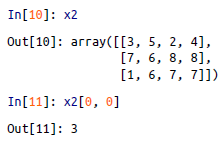 In[10]: x2
Out[10]: array([[3, 5, 2, 4],
[7, 6, 8, 8],
[1, 6, 7, 7]])
In[11]: x2[0, 0]
Out[11]: 3